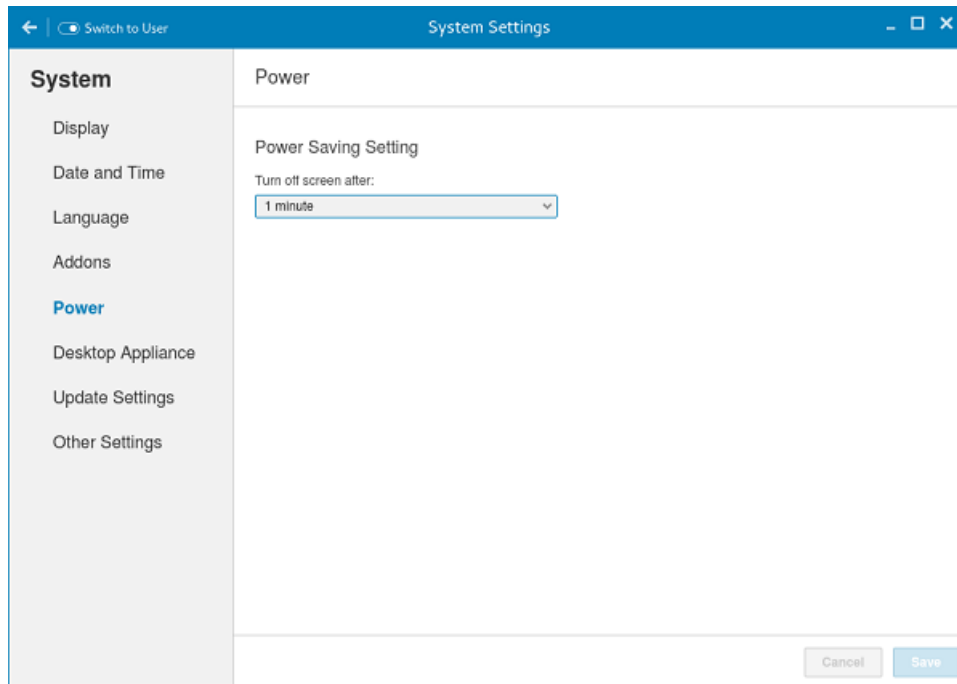 Switch to User
System Settings
System
Display
Date and Time
Language
Addons
Power
Desktop Appliance
Update Settings
Other Settings
Power
Power Saving Setting
Turn off screen after:
1 minute
Cancel
Save